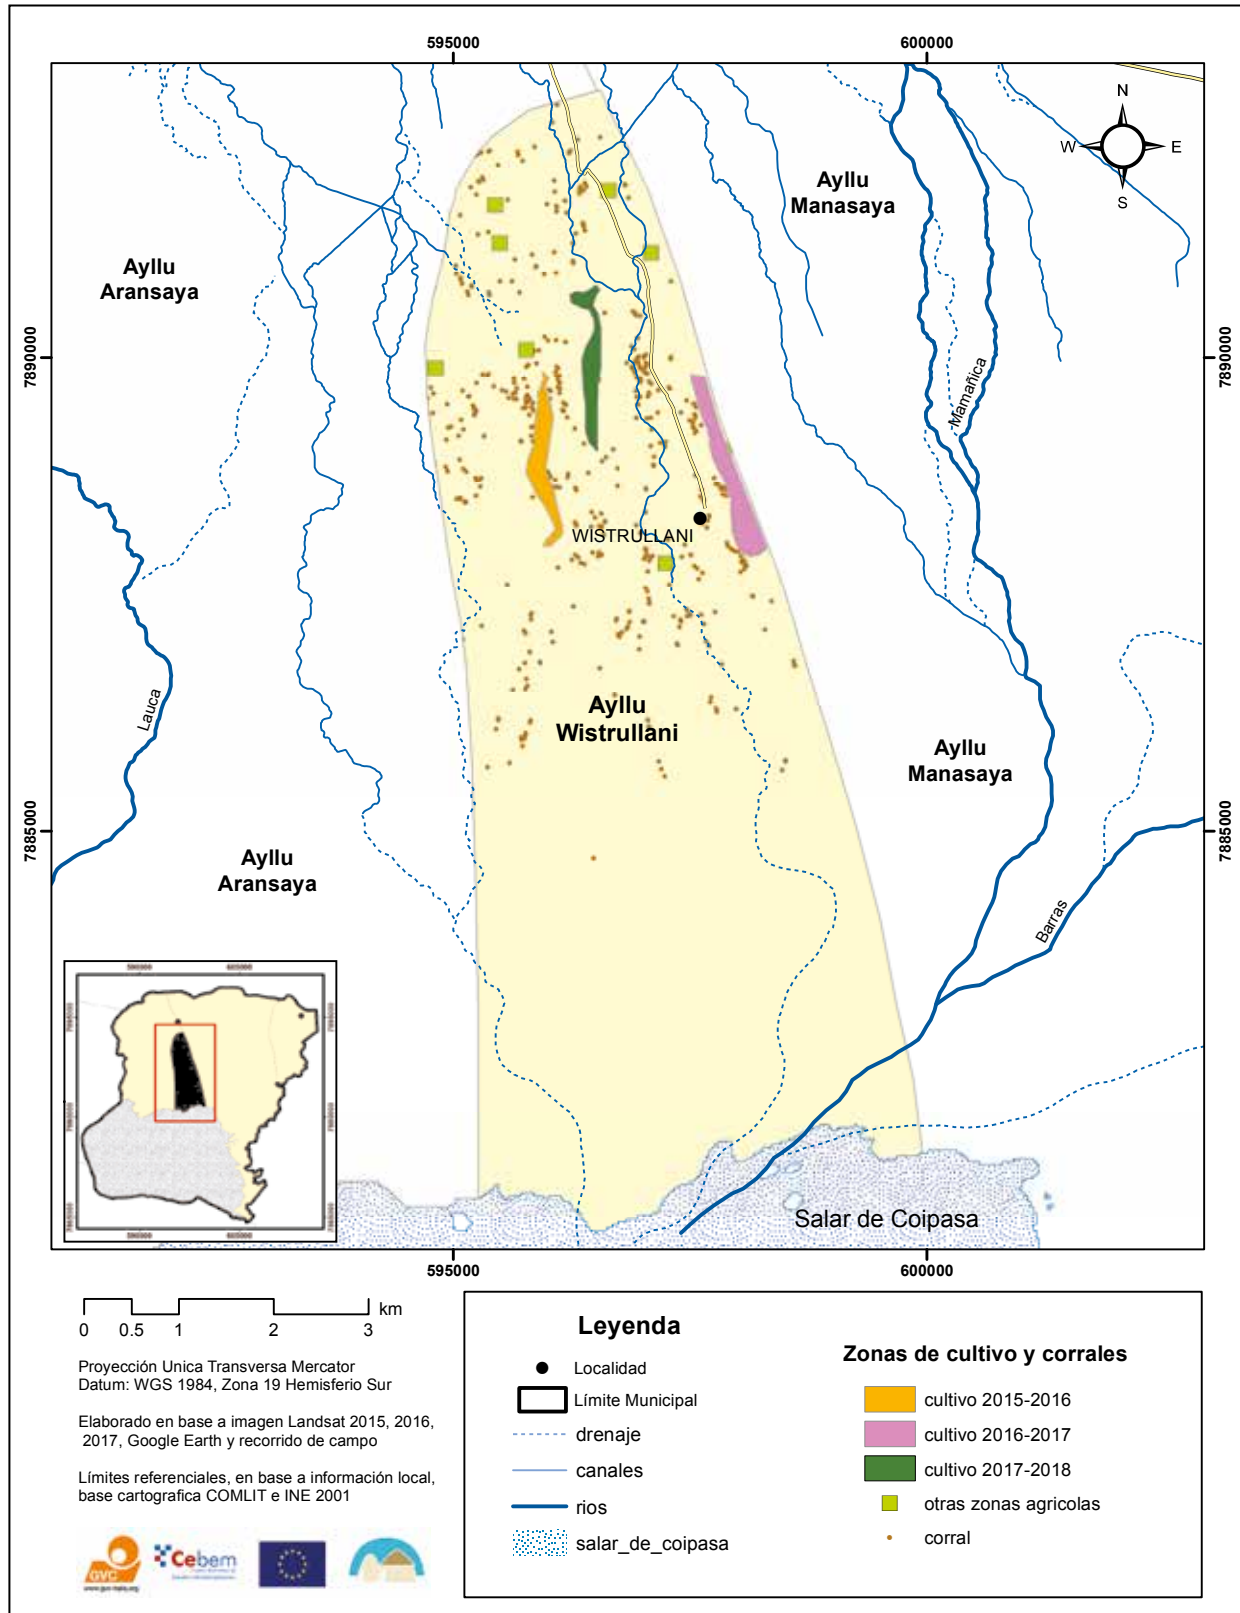 595000
600000
N
W
E
S
Ayllu
Manasaya
Ayllu
Aransaya
7890000
7890000
Mamañica
WISTRULLANI
Lauca
Ayllu
Wistrullani
Ayllu
Manasaya
7885000
7885000
Ayllu
Aransaya
Barras
590000
605000
Salar de Coipasa
590000
605000
595000
600000
km
0 0.5 1 2 3
Proyección Unica Transversa Mercator
Datum: WGS 1984, Zona 19 Hemisferio Sur
Elaborado en base a imagen Landsat 2015, 2016,
2017, Google Earth y recorrido de campo
Límites referenciales, en base a información local,
base cartografica COMLIT e INE 2001
GVC
Cebem
Leyenda
Localidad
Límite Municipal
drenaje
canales
rios
salar_de_coipasa
Zonas de cultivo y corrales
cultivo 2015-2016
cultivo 2016-2017
cultivo 2017-2018
otras zonas agricolas
corral